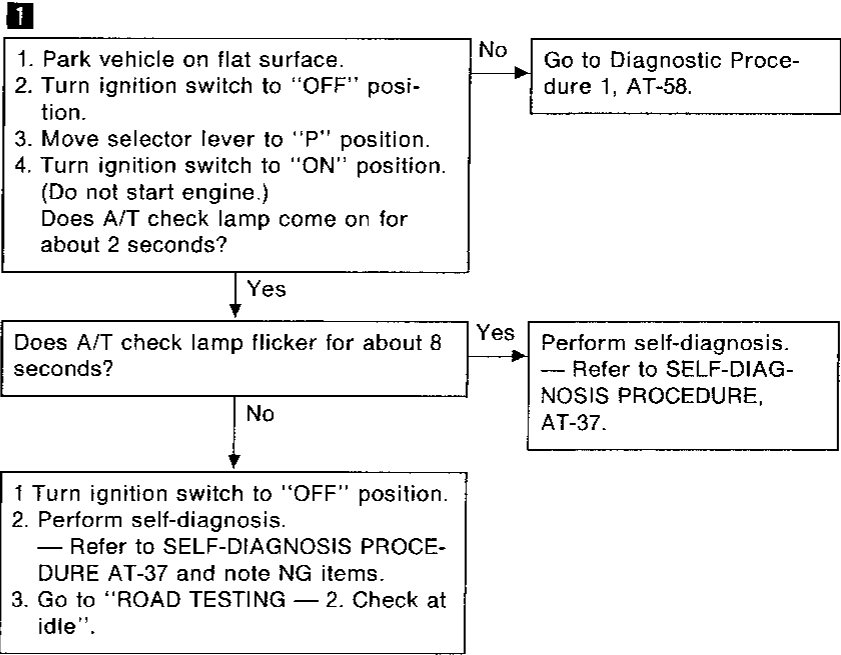 1
1. Park vehicle on flat surface.
2. Turn ignition switch to "OFF" posi-
tion.
3. Move selector lever to "P" position.
4. Turn ignition switch to "ON" position.
(Do not start engine.)
Does A/T check lamp come on for
about 2 seconds?
No
Go to Diagnostic Proce-
dure 1, AT-58.
Yes
Does A/T check lamp flicker for about 8
seconds?
Yes
Perform self-diagnosis.
— Refer to SELF-DIAG-
NOSIS PROCEDURE,
AT-37.
No
1 Turn ignition switch to "OFF" position.
2. Perform self-diagnosis.
— Refer to SELF-DIAGNOSIS PROCE-
DURE AT-37 and note NG items.
3. Go to "ROAD TESTING — 2. Check at
idle".